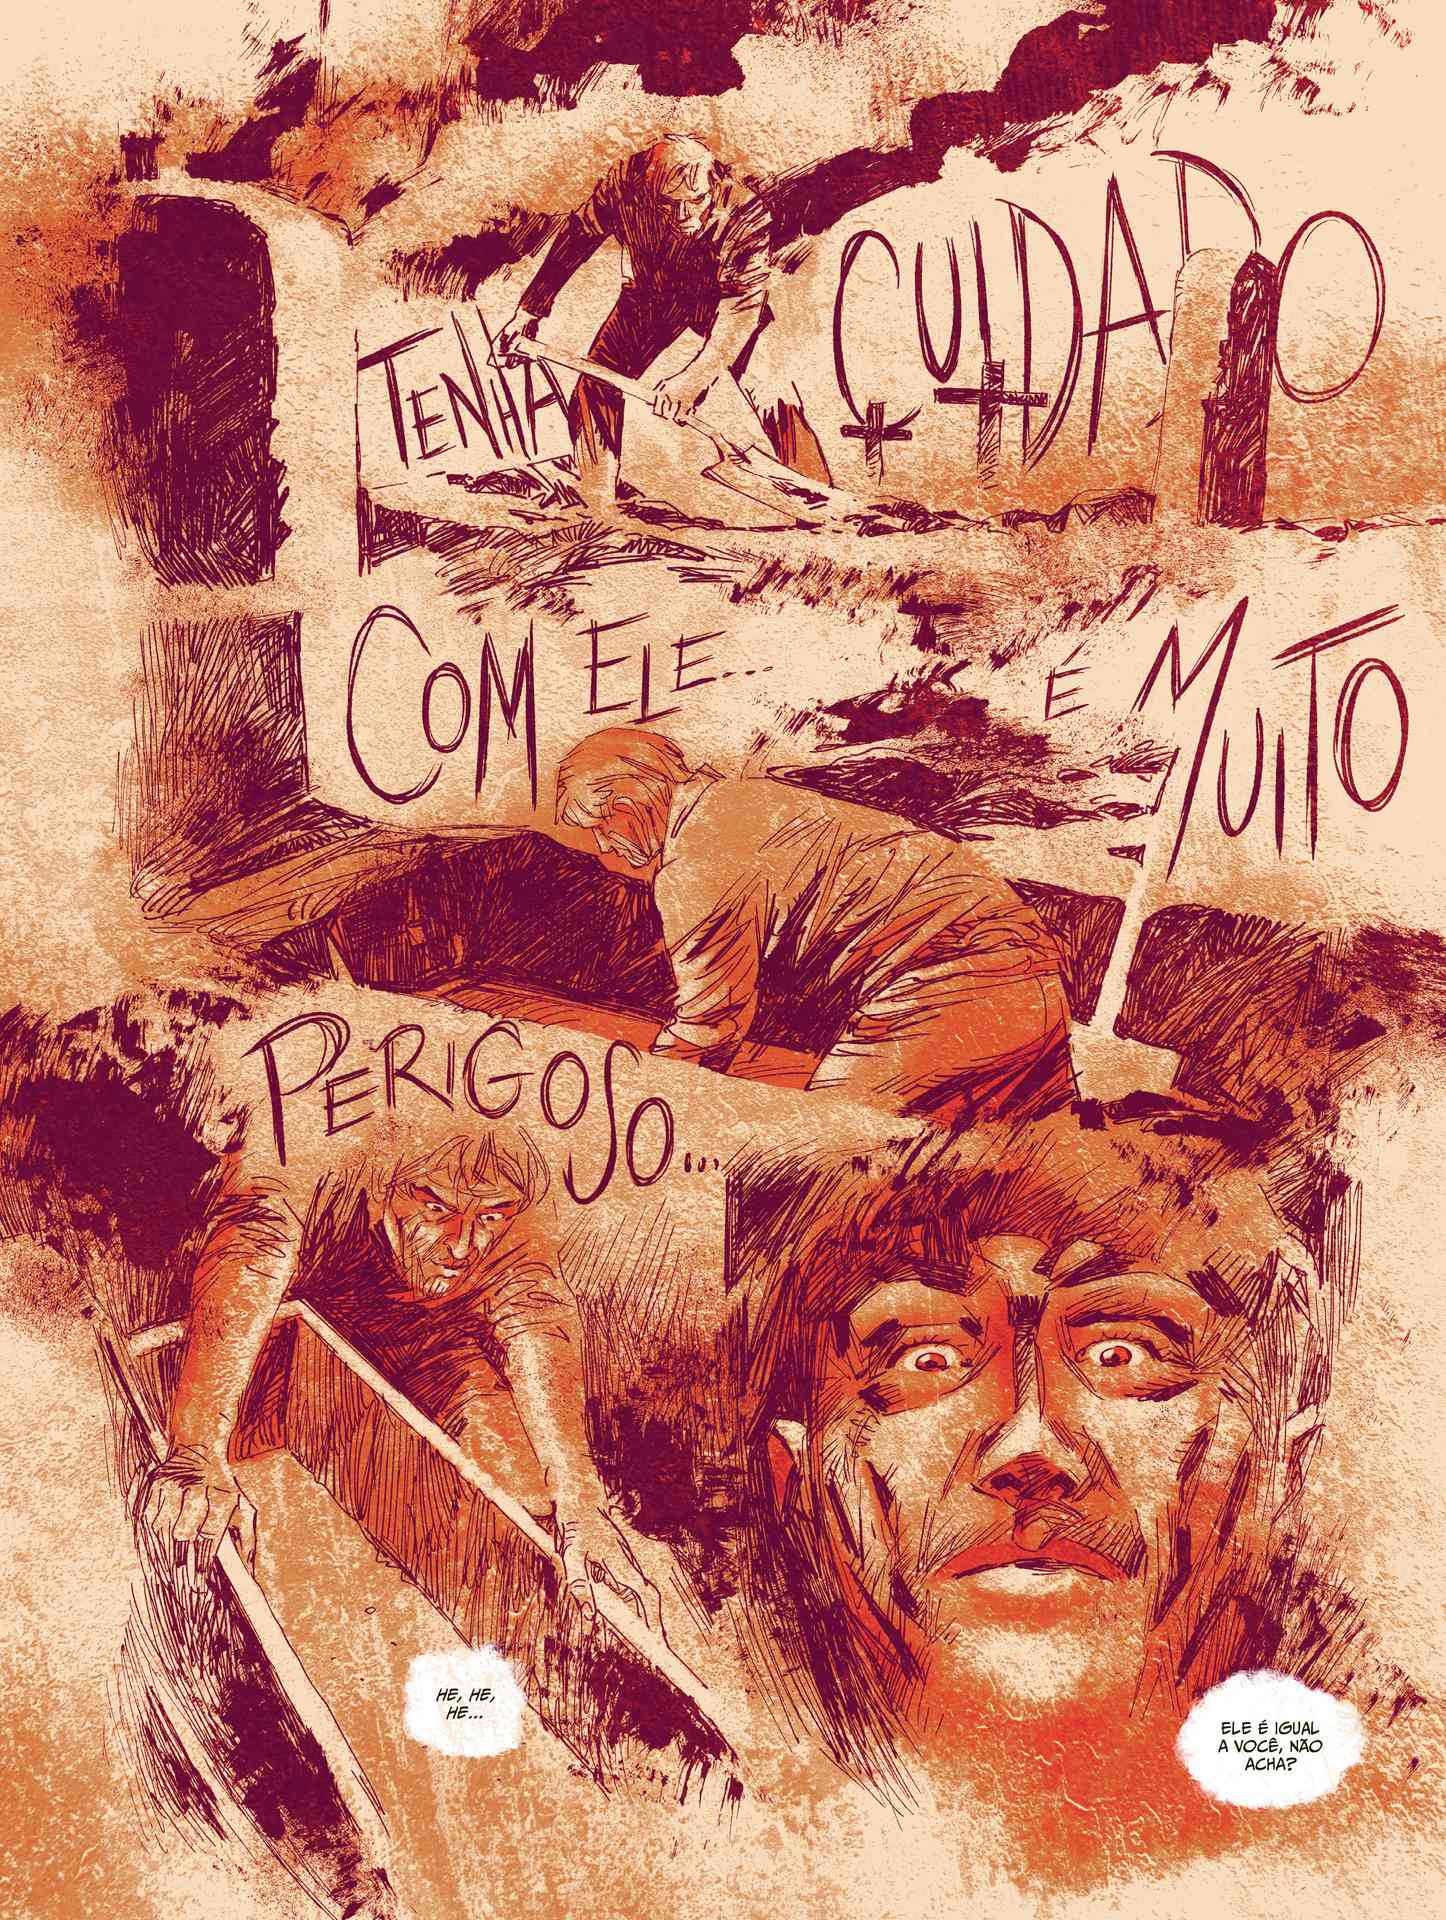 TENHA CUIDADO
COM ELE... É MUITO
PERIGOSO...
HE, HE,
HE...
ELE É IGUAL
A VOCÊ, NÃO
ACHA?